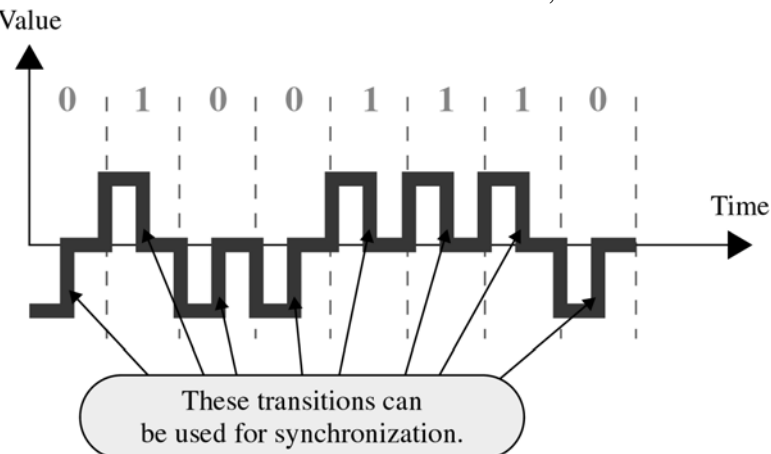 Value
0 1 0 0 1 1 1 0
Time
These transitions can
be used for synchronization.